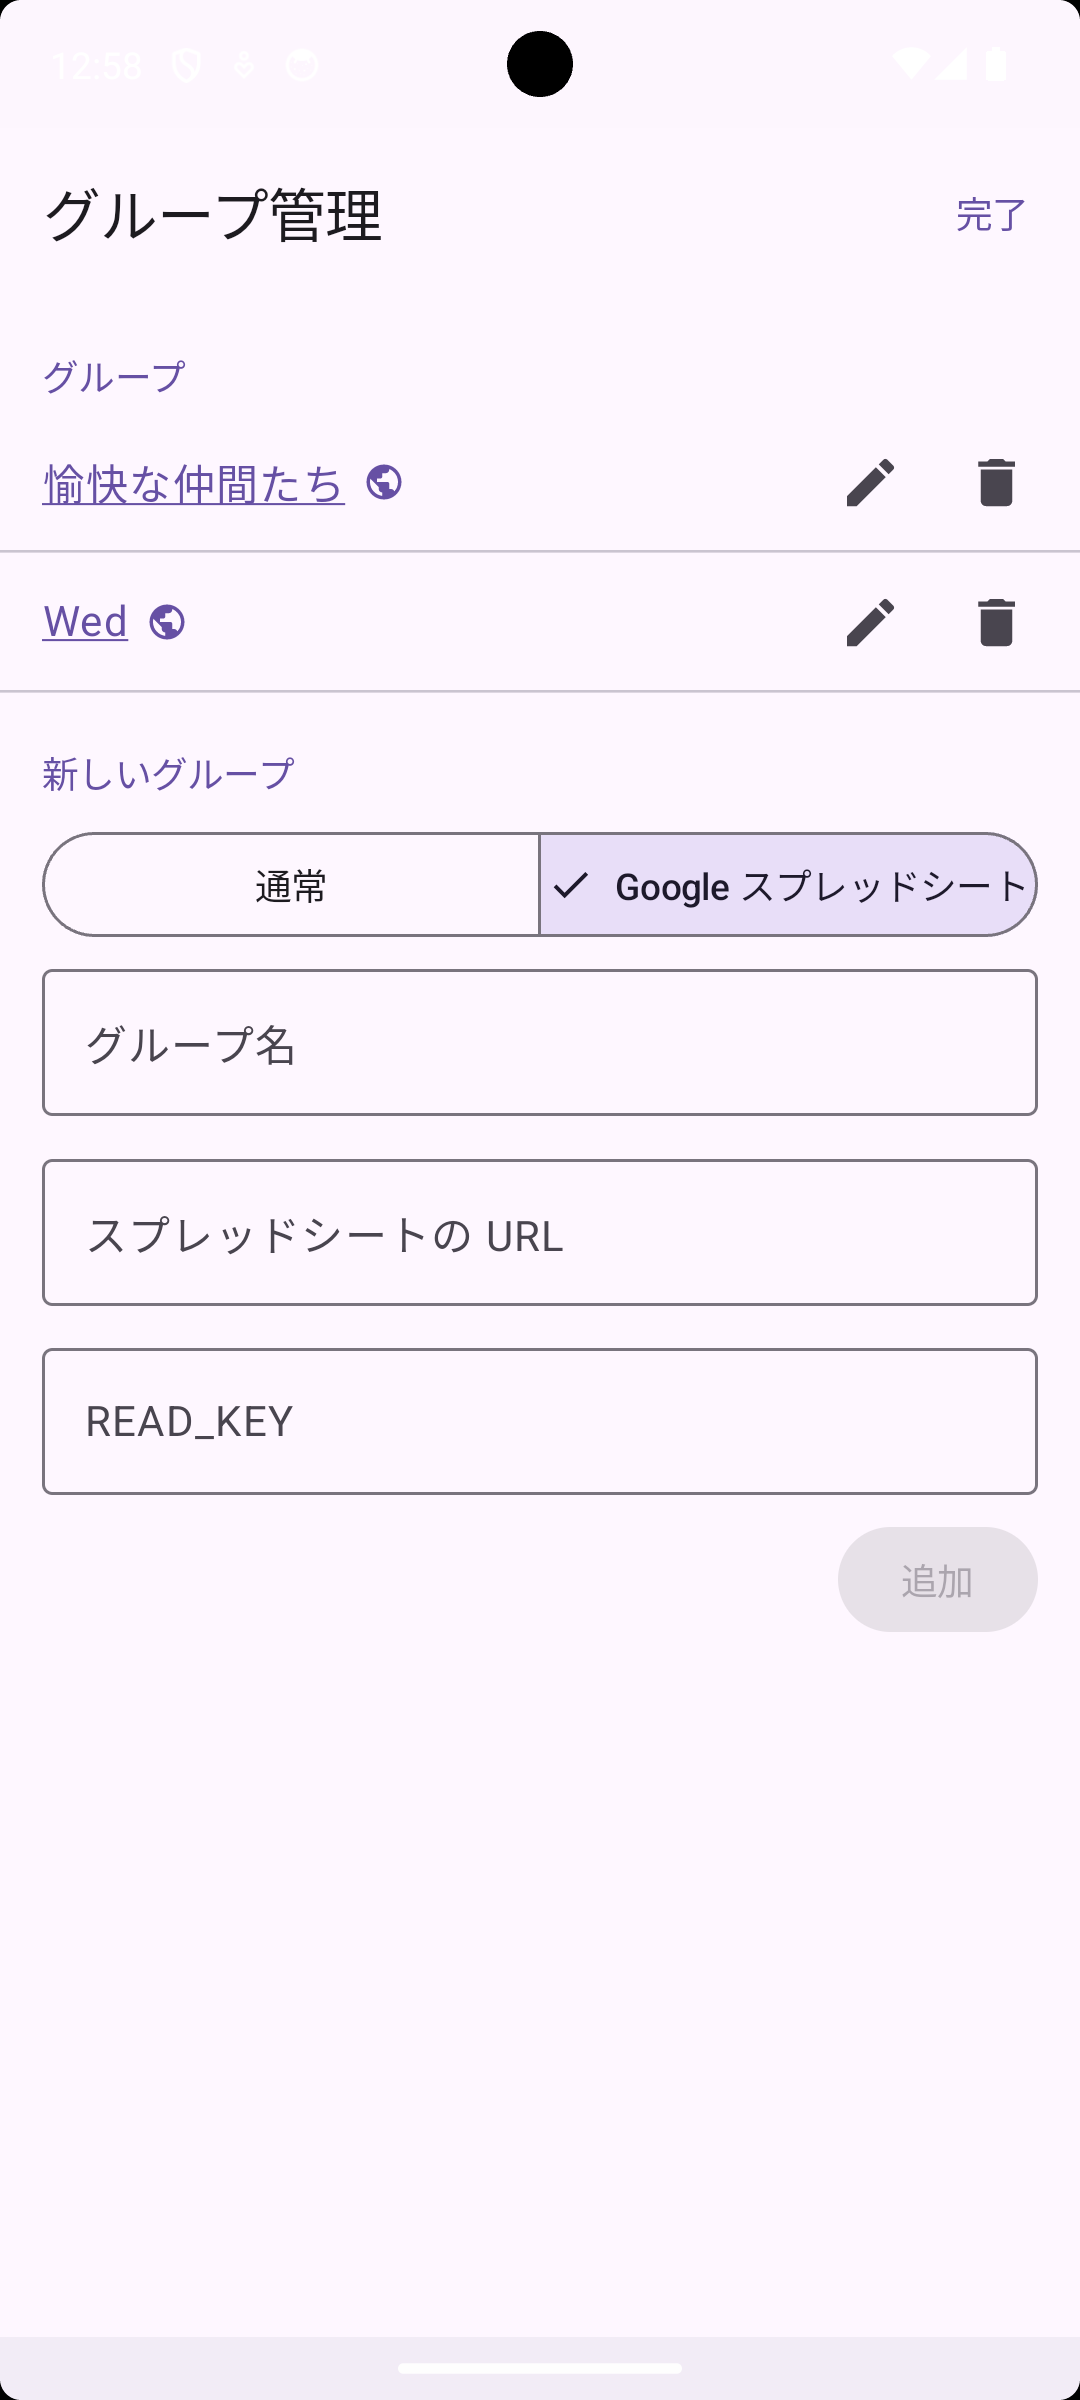 12:58
グループ管理
完了
グループ
愉快な仲間たち
Wed
新しいグループ
通常
Google スプレッドシート
グループ名
スプレッドシートの URL
READ_KEY
追加